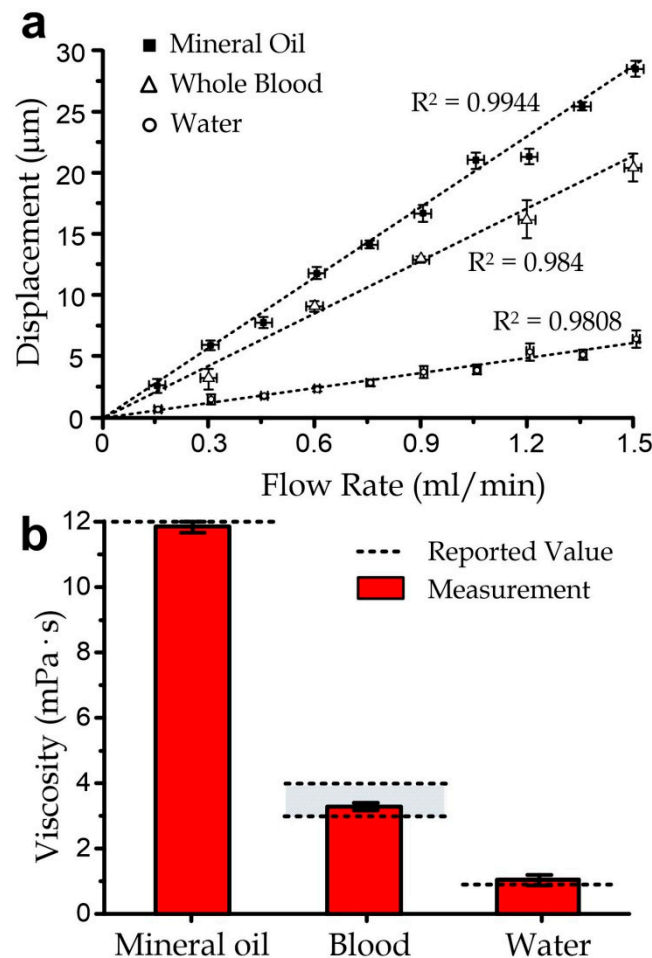 a
Mineral Oil
Whole Blood
Water
R² = 0.9944
R² = 0.984
R² = 0.9808
Displacement (μm)
30
25
20
15
10
5
0
0 0.3 0.6 0.9 1.2 1.5
Flow Rate (ml/min)
b
Reported Value
Measurement
Viscosity (mPa · s)
12
10
8
6
4
2
0
Mineral oil Blood Water